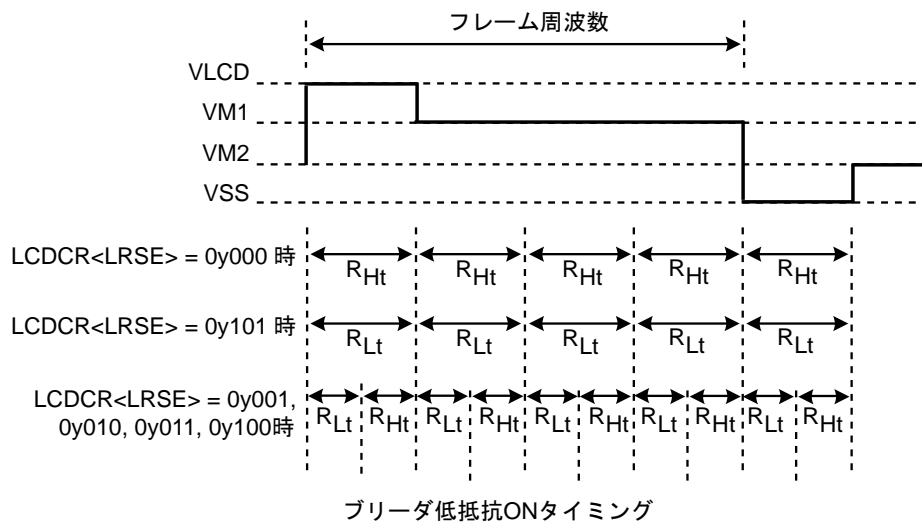 フレーム周波数
VLCD
VM1
VM2
VSS
LCDCR<LRSE> = 0y000 時
RHt RHt RHt RHt RHt
LCDCR<LRSE> = 0y101 時
RLt RLt RLt RLt RLt
LCDCR<LRSE> = 0y001,
0y010, 0y011, 0y100時
RLt RHt RLt RHt RLt RHt RLt RHt RLt RHt
ブリーダ低抵抗ONタイミング